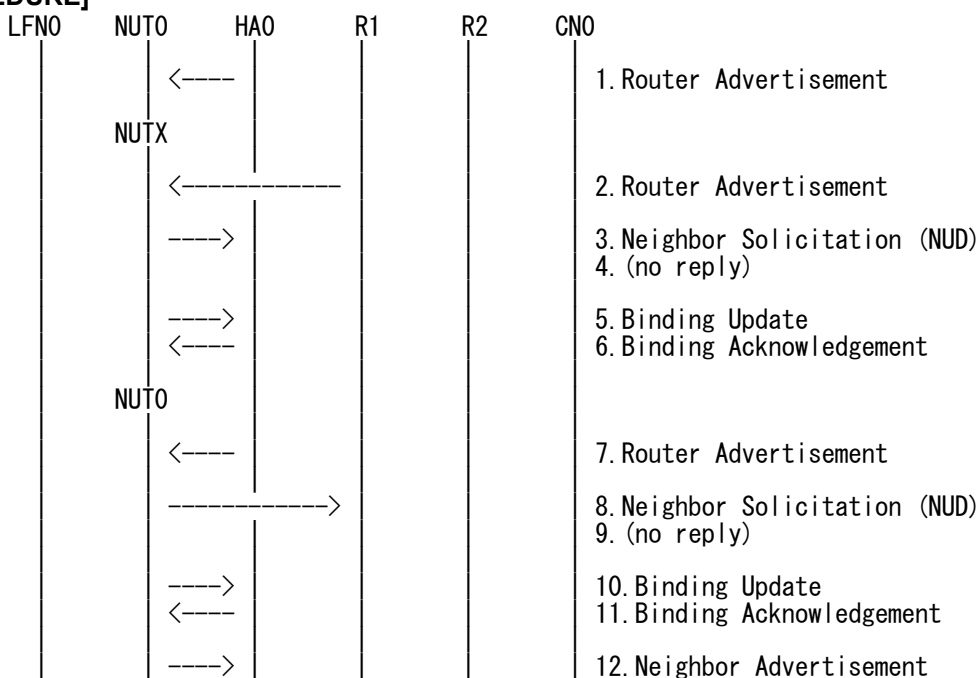 LFN0 NUT0 HA0 R1 R2 CN0
<---- 1.Router Advertisement
NUTX
<------------ 2.Router Advertisement
----> 3.Neighbor Solicitation (NUD)
4.(no reply)
----> 5.Binding Update
<---- 6.Binding Acknowledgement
NUT0
<---- 7.Router Advertisement
------------> 8.Neighbor Solicitation (NUD)
9.(no reply)
----> 10.Binding Update
<---- 11.Binding Acknowledgement
----> 12.Neighbor Advertisement